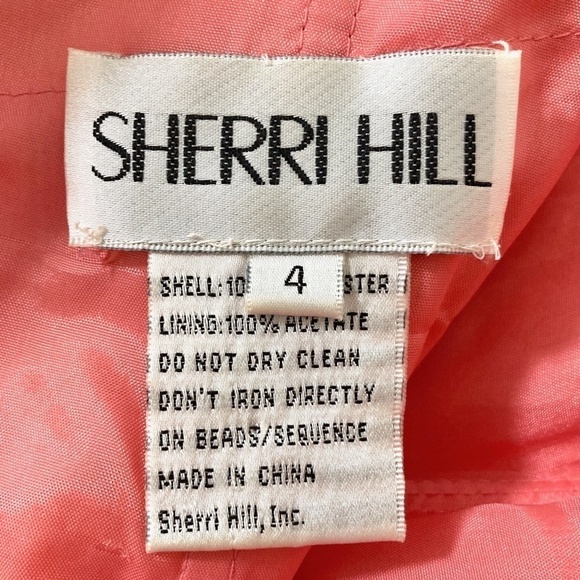 SHERRI HILL
4
SHELL:10 STER
LINING:100% ACETATE
DO NOT DRY CLEAN
DON'T IRON DIRECTLY
ON BEADS/SEQUENCE
MADE IN CHINA
Sherri Hill, Inc.